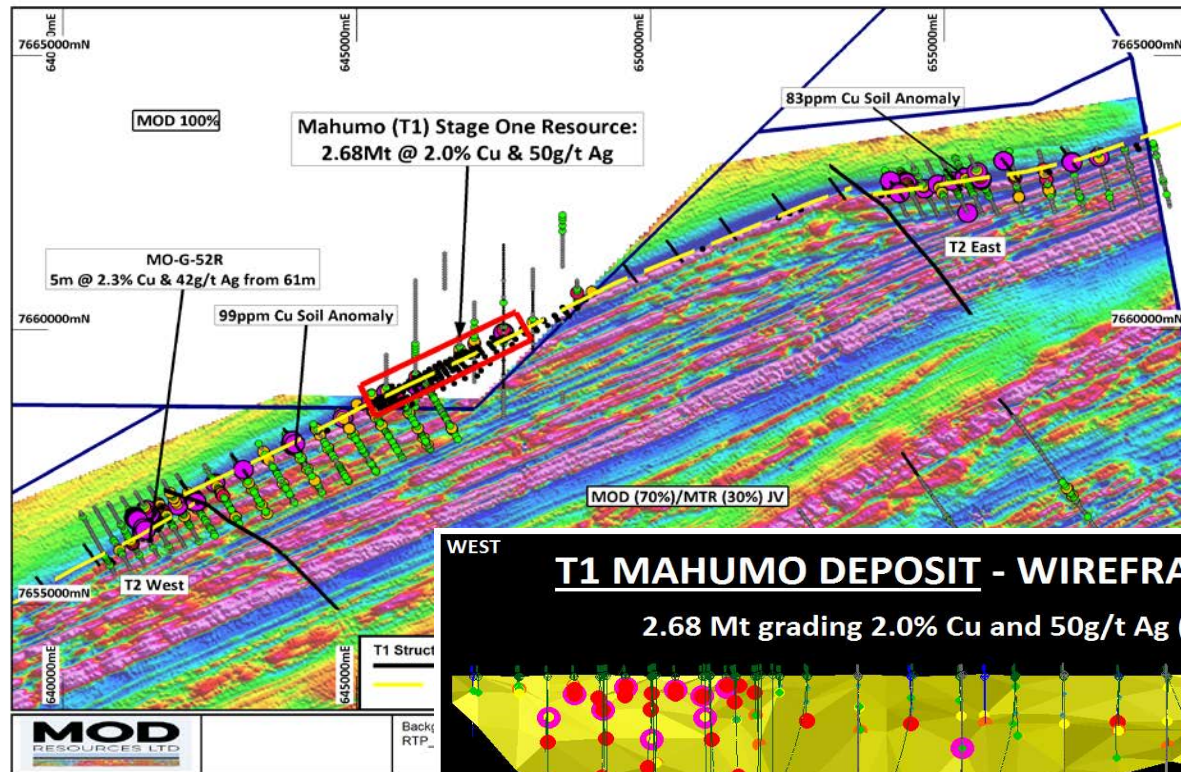 7665000mN
640000mE
645000mE
650000mE
655000mE
7665000mN
MOD 100%
83ppm Cu Soil Anomaly
Mahumo (T1) Stage One Resource:
2.68Mt @ 2.0% Cu & 50g/t Ag
T2 East
MO-G-52R
5m @ 2.3% Cu & 42g/t Ag from 61m
99ppm Cu Soil Anomaly
7660000mN
7660000mN
MOD (70%)/MTR (30%) JV
T2 West
7655000mN
640000mE
645000mE
T1 Struct
WEST
T1 MAHUMO DEPOSIT - WIREFRA
2.68 Mt grading 2.0% Cu and 50g/t Ag (
MOD
RESOURCES LTD
Backg
RTP_